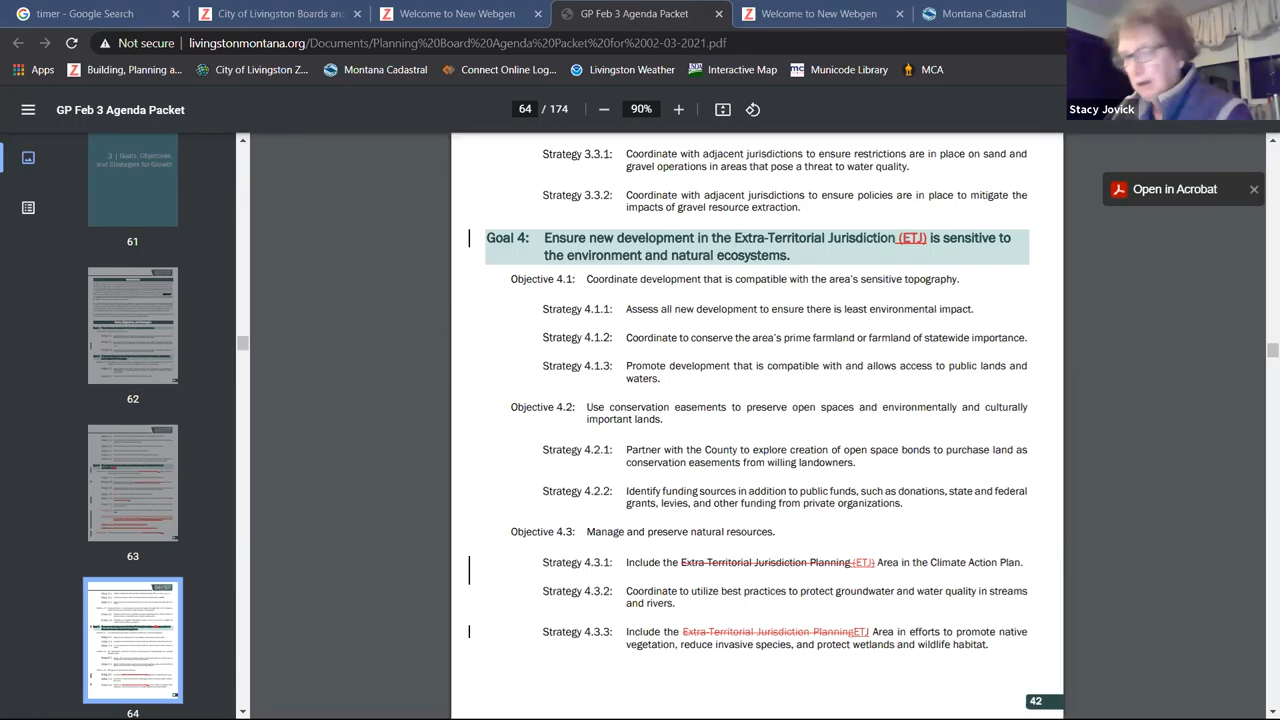 timer - Google Search
City of Livingston Boards and
Welcome to New Webgen
GP Feb 3 Agenda Packet
Welcome to New Webgen
Montana Cadastral
Not secure
livingstonmontana.org/Documents/Planning%20Board%20Agenda%20Packet%20for%2002-03-2021.pdf
Apps
Building, Planning a...
City of Livingston Z...
Montana Cadastral
Connect Online Log...
Livingston Weather
Interactive Map
Municode Library
MCA
Stacy Jovick
GP Feb 3 Agenda Packet
64 / 174
90%
Open in Acrobat
3 | Goals, Objectives,
And Strategies for Growth
61
62
63
64
Strategy 3.3.1: Coordinate with adjacent jurisdictions to ensure restrictions are in place on sand and
gravel operations in areas that pose a threat to water quality.
Strategy 3.3.2: Coordinate with adjacent jurisdictions to ensure policies are in place to mitigate the
impacts of gravel resource extraction.
Goal 4: Ensure new development in the Extra-Territorial Jurisdiction (ETJ) is sensitive to
the environment and natural ecosystems.
Objective 4.1: Coordinate development that is compatible with the area's sensitive topography.
Strategy 4.1.1: Assess all new development to ensure there is least environmental impact.
Strategy 4.1.2: Coordinate to conserve the area's prime farmland or farmland of statewide importance.
Strategy 4.1.3: Promote development that is compatible with and allows access to public lands and
waters.
Objective 4.2: Use conservation easements to preserve open spaces and environmentally and culturally
important lands.
Strategy 4.2.1: Partner with the County to explore creation of open space bonds to purchase land as
conservation easements from willing landowners.
Strategy 4.2.2: Identify funding sources in addition to public funds, such as donations, state and federal
grants, levies, and other funding from private organizations.
Objective 4.3: Manage and preserve natural resources.
Strategy 4.3.1: Include the Extra-Territorial Jurisdiction Planning (ETJ) Area in the Climate Action Plan.
Strategy 4.3.2: Coordinate to utilize best practices to protect groundwater and water quality in streams
and rivers.
Strategy 4.3.3: Include the Extra-Territorial Jurisdiction PlanningETJ Area in efforts to promote native
vegetation, reduce invasive species, and protect wetlands and wildlife habitat.
42